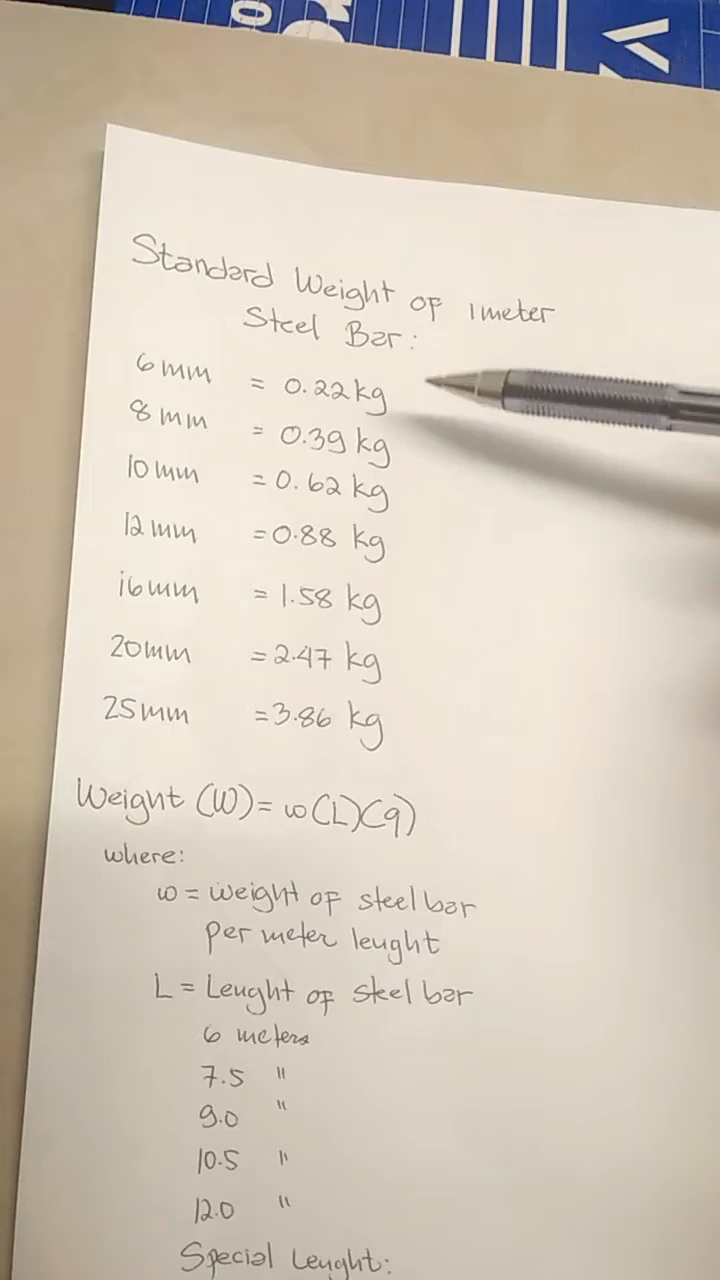 Standard Weight of 1 meter
Steel Bar:
6mm = 0.22kg
8mm = 0.39 kg
10mm = 0.62 kg
12mm = 0.88 kg
16mm = 1.58 kg
20mm = 2.47 kg
25mm = 3.86 kg
Weight (W) = w(L)(q)
where:
w = weight of steel bar
per meter leught
L = Leught of steel bar
6 meters
7.5 "
9.0 "
10.5 "
12.0 "
Special Leught: